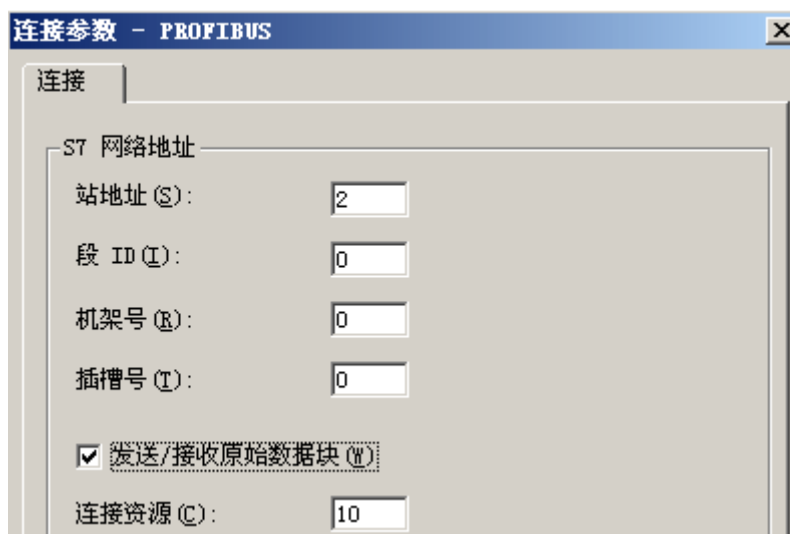 连接参数 - PROFIBUS
连接
S7 网络地址
站地址(S): 2
段 ID(I): 0
机架号(R): 0
插槽号(T): 0
发送/接收原始数据块(W)
连接资源(C): 10